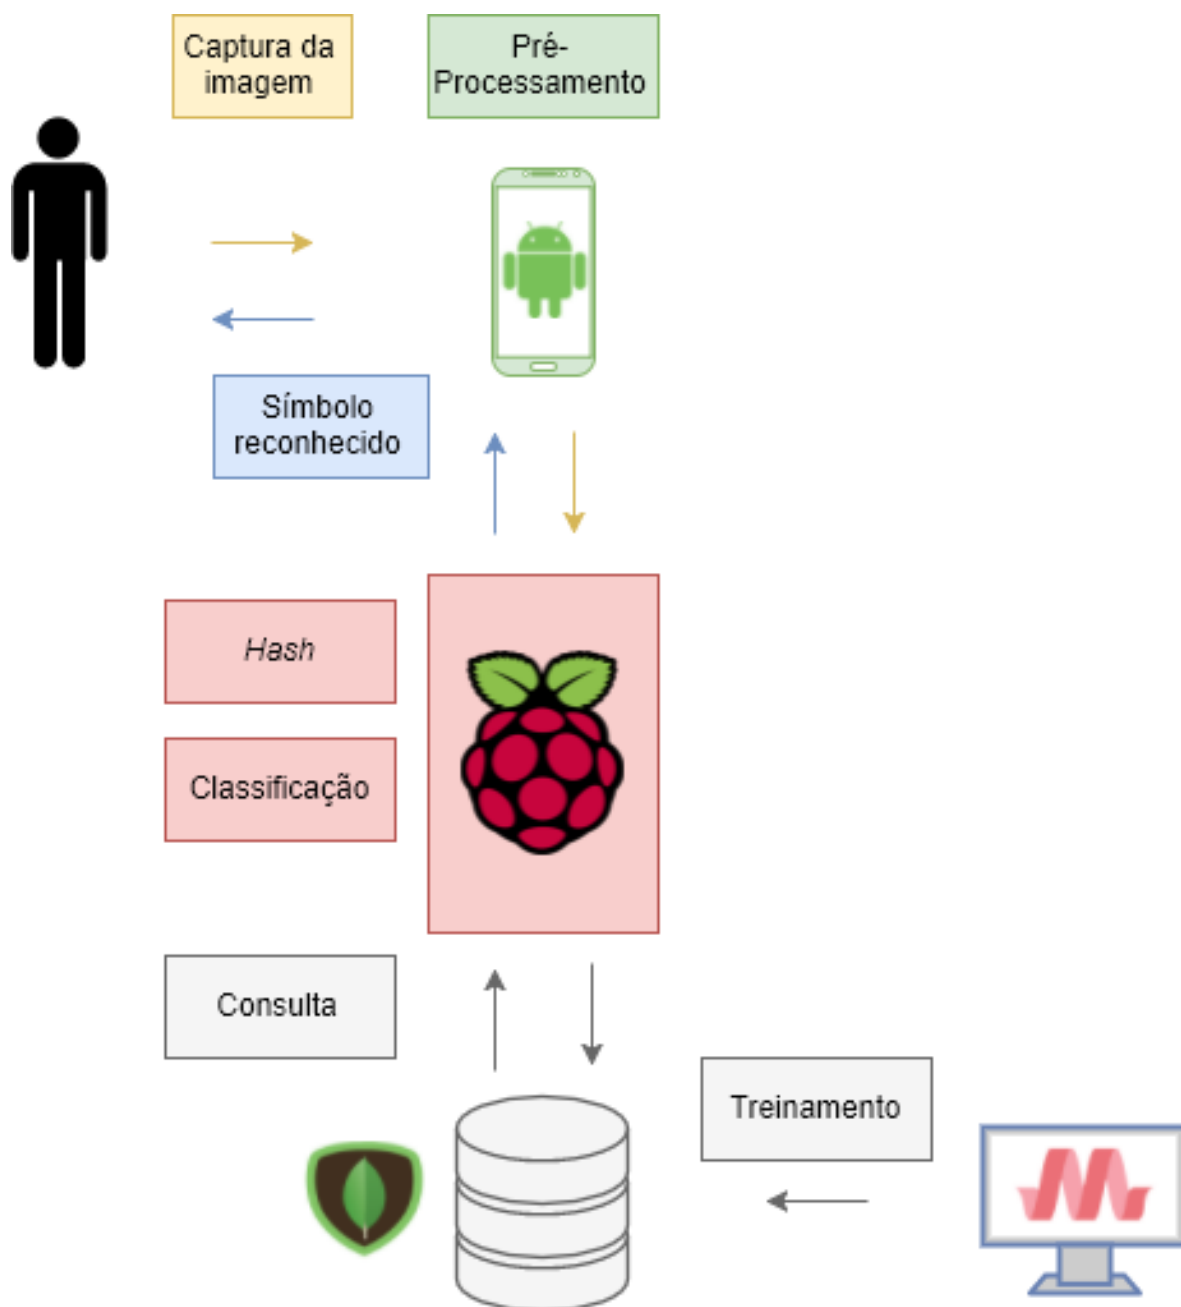 Captura da
imagem
Pré-
Processamento
Símbolo
reconhecido
Hash
Classificação
Consulta
Treinamento